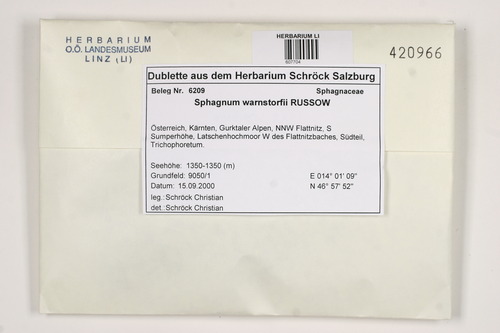 HERBARIUM
O.Ö. LANDESMUSEUM
LINZ (LI)
HERBARIUM LI
607704
420966
Dublette aus dem Herbarium Schröck Salzburg
Beleg Nr. 6209 Sphagnaceae
Sphagnum warnstorfii RUSSOW
Österreich, Kärnten, Gurktaler Alpen, NNW Flattnitz, S
Sumperhöhe, Latschenhochmoor W des Flattnitzbaches, Südteil,
Trichophoretum.
Seehöhe: 1350-1350 (m)
Grundfeld: 9050/1 E 014° 01' 09"
Datum: 15.09.2000 N 46° 57' 52"
leg.: Schröck Christian
det.: Schröck Christian